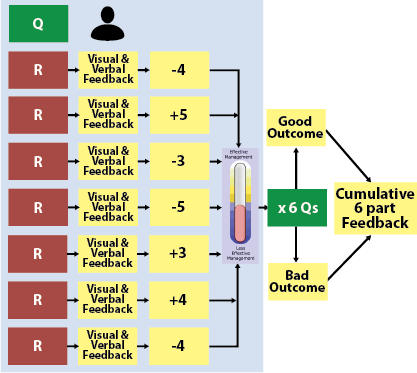 Q
R
Visual &
Verbal
Feedback
-4
R
Visual &
Verbal
Feedback
+5
R
Visual &
Verbal
Feedback
-3
R
Visual &
Verbal
Feedback
-5
R
Visual &
Verbal
Feedback
+3
R
Visual &
Verbal
Feedback
+4
R
Visual &
Verbal
Feedback
-4
Effective
Management
Less
Effective
Management
Good
Outcome
x 6 Qs
Bad
Outcome
Cumulative
6 part
Feedback